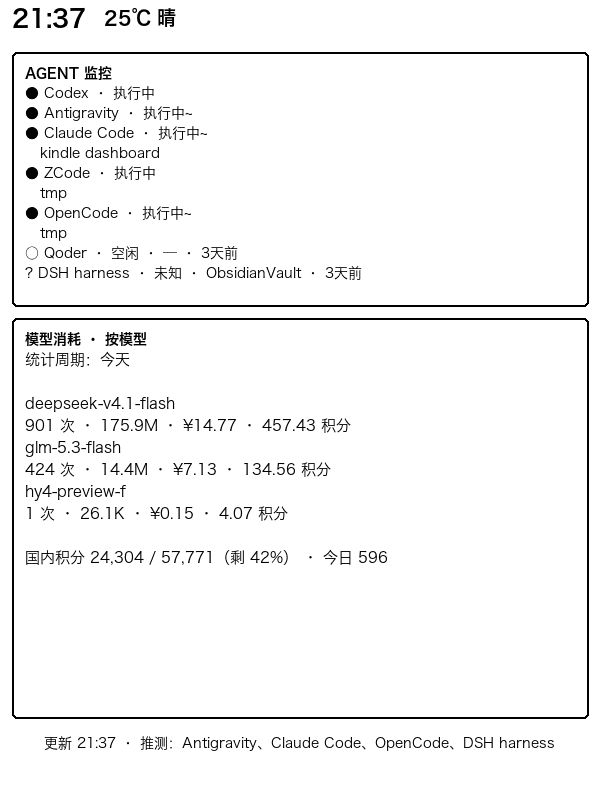 21:37 25℃ 晴
AGENT 监控
● Codex · 执行中
● Antigravity · 执行中~
● Claude Code · 执行中~
kindle dashboard
● ZCode · 执行中
tmp
● OpenCode · 执行中~
tmp
○ Qoder · 空闲 · — · 3天前
? DSH harness · 未知 · ObsidianVault · 3天前
模型消耗 · 按模型
统计周期：今天
deepseek-v4.1-flash
901 次 · 175.9M · ¥14.77 · 457.43 积分
glm-5.3-flash
424 次 · 14.4M · ¥7.13 · 134.56 积分
hy4-preview-f
1 次 · 26.1K · ¥0.15 · 4.07 积分
国内积分 24,304 / 57,771（剩 42%） · 今日 596
更新 21:37 · 推测：Antigravity、Claude Code、OpenCode、DSH harness